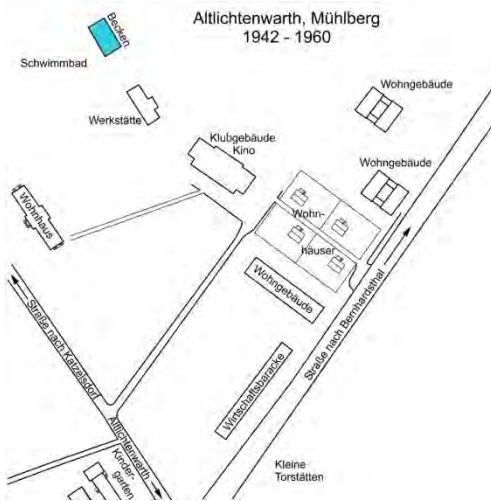 Altlichtenwarth, Mühlberg
1942 - 1960
Becken
Schwimmbad
Werkstätte
Klubgebäude
Kino
Wohngebäude
Wohngebäude
Wohnhaus
Wohn-
häuser
Wohngebäude
Straße nach Bernhardsthal
Straße nach Katzelsdorf
Wirtschaftsbaracke
Altlichtenwarth
Kinder-
garten
Kleine
Torstätten